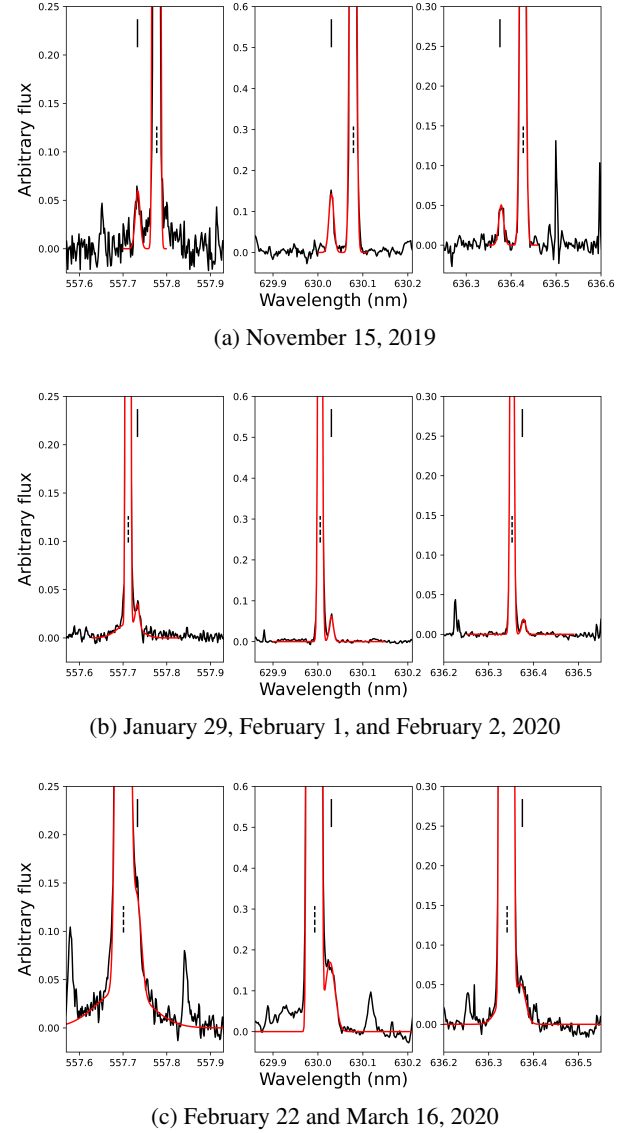 0.25 0.6 0.30
0.20 0.5 0.25
0.15 0.4 0.20
0.10 0.3 0.15
0.05 0.2 0.10
0.00 0.1 0.05
0.0 0.00
557.6 557.7 557.8 557.9 629.9 630.0 630.1 630.2 636.3 636.4 636.5 636.6
Arbitrary flux
Wavelength (nm)
(a) November 15, 2019
0.25 0.6 0.30
0.20 0.5 0.25
0.15 0.4 0.20
0.10 0.3 0.15
0.05 0.2 0.10
0.00 0.1 0.05
0.0 0.00
557.6 557.7 557.8 557.9 629.9 630.0 630.1 630.2 636.2 636.3 636.4 636.5
Arbitrary flux
Wavelength (nm)
(b) January 29, February 1, and February 2, 2020
0.25 0.6 0.30
0.20 0.5 0.25
0.15 0.4 0.20
0.10 0.3 0.15
0.05 0.2 0.10
0.00 0.1 0.05
0.0 0.00
557.6 557.7 557.8 557.9 629.9 630.0 630.1 630.2 636.2 636.3 636.4 636.5
Arbitrary flux
Wavelength (nm)
(c) February 22 and March 16, 2020